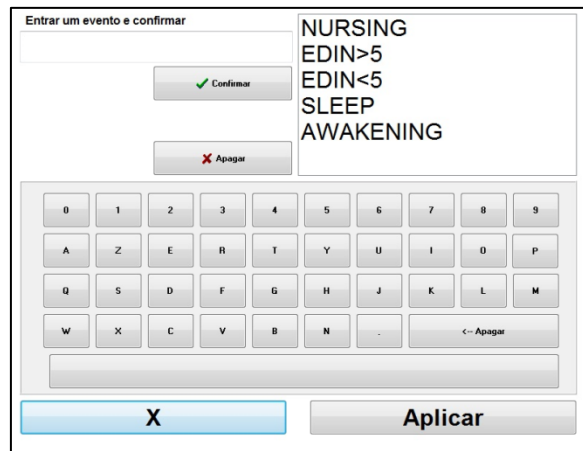 Entrar um evento e confirmar
Confirmar
Apagar
NURSING
EDIN>5
EDIN<5
SLEEP
AWAKENING
0 1 2 3 4 5 6 7 8 9
A Z E R T Y U I O P
Q S D F G H J K L M
W X C V B N . <-- Apagar
X Aplicar